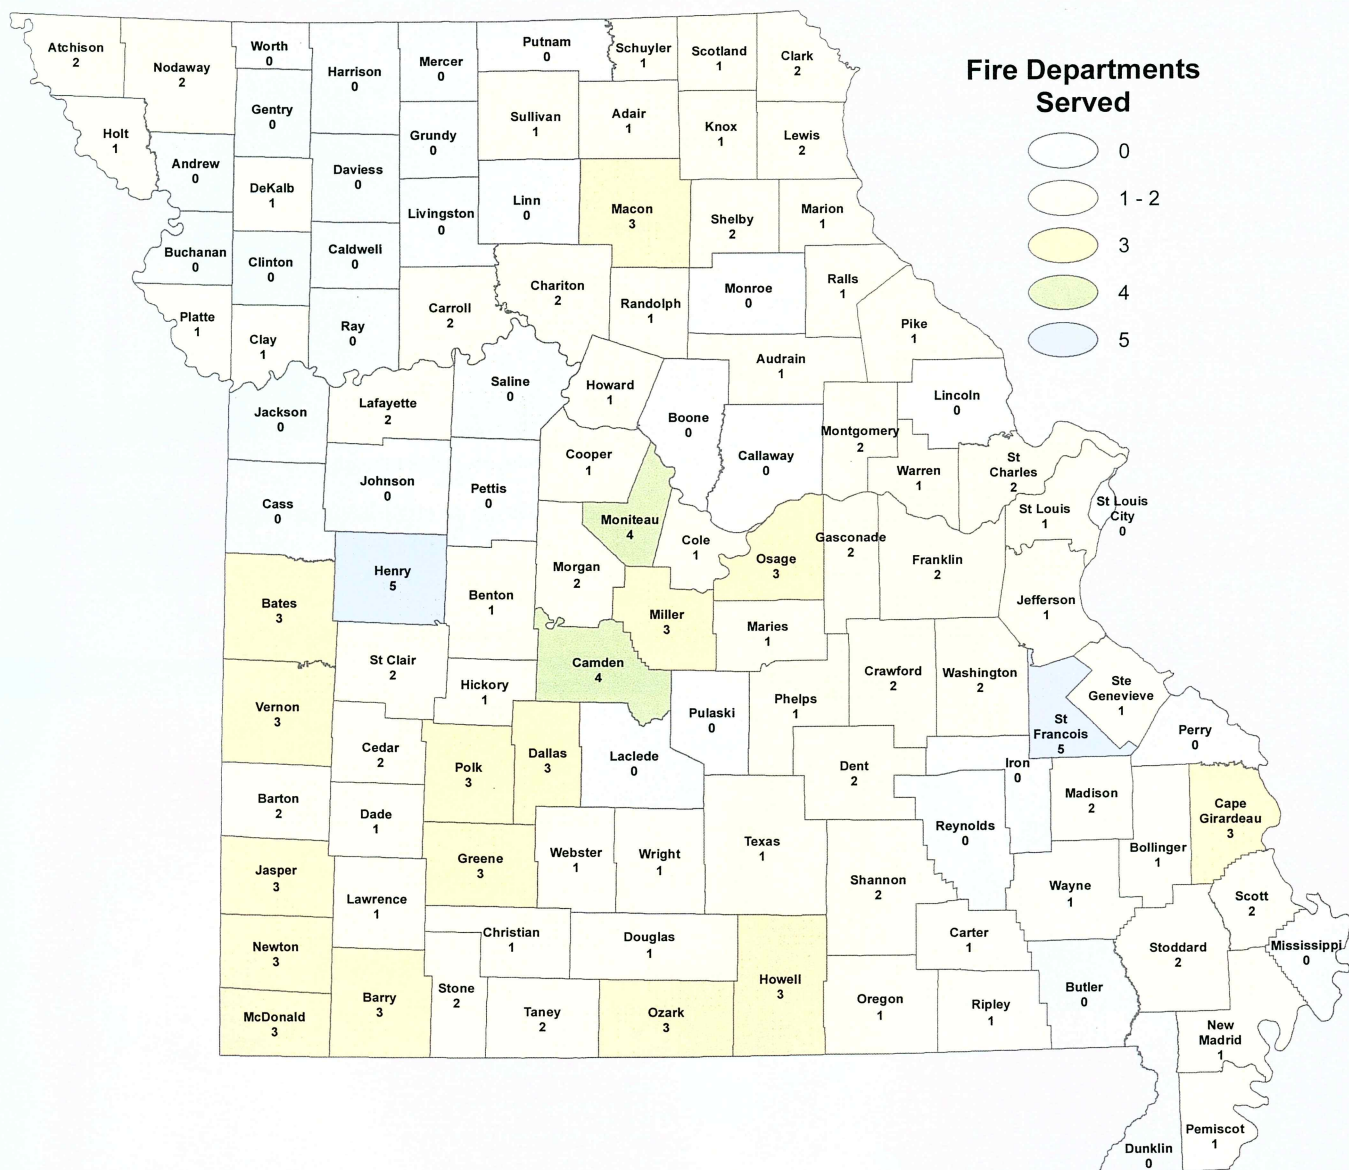 Fire Departments
Served
0
1 - 2
3
4
5
Atchison
2
Nodaway
2
Worth
0
Harrison
0
Mercer
0
Putnam
0
Schuyler
1
Scotland
1
Clark
2
Holt
1
Gentry
0
Grundy
0
Sullivan
1
Adair
1
Knox
1
Lewis
2
Andrew
0
DeKalb
1
Daviess
0
Livingston
0
Linn
0
Macon
3
Shelby
2
Marion
1
Buchanan
0
Clinton
0
Caldwell
0
Chariton
2
Randolph
1
Monroe
0
Ralls
1
Platte
1
Clay
1
Ray
0
Carroll
2
Pike
1
Audrain
1
Jackson
0
Lafayette
2
Saline
0
Howard
1
Boone
0
Callaway
0
Montgomery
2
Lincoln
0
Warren
1
St
Charles
2
St Louis
1
St Louis
City
0
Cass
0
Johnson
0
Pettis
0
Cooper
1
Moniteau
4
Cole
1
Osage
3
Gasconade
2
Franklin
2
Jefferson
1
Bates
3
Henry
5
Benton
1
Morgan
2
Miller
3
Maries
1
St Clair
2
Hickory
1
Camden
4
Pulaski
0
Phelps
1
Crawford
2
Washington
2
St
Francois
5
Ste
Genevieve
1
Perry
0
Vernon
3
Cedar
2
Polk
3
Dallas
3
Laclede
0
Dent
2
Iron
0
Madison
2
Cape
Girardeau
3
Barton
2
Dade
1
Greene
3
Webster
1
Wright
1
Texas
1
Reynolds
0
Bollinger
1
Jasper
3
Lawrence
1
Shannon
2
Wayne
1
Scott
2
Newton
3
Christian
1
Douglas
1
Howell
3
Carter
1
Stoddard
2
Mississippi
0
McDonald
3
Barry
3
Stone
2
Taney
2
Ozark
3
Oregon
1
Ripley
1
Butler
0
New
Madrid
1
Pemiscot
1
Dunklin
0